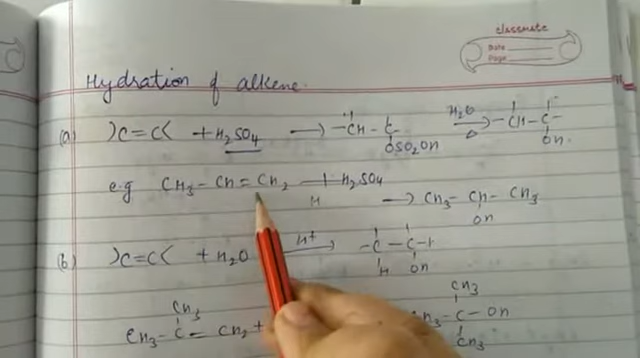 classmate
Date
Page
Hydration of alkene.
(a) >C=C< + H2SO4 → -CH-C- OSO2OH H2O → Δ -CH-C- OH
e.g CH3-CH=CH2 + H2SO4 → CH3-CH-CH3
H OH
(b) >C=C< + H2O H+ → -C-C-
H OH
CH3 CH3
CH3-C=CH2 + CH3-C-OH
CH3